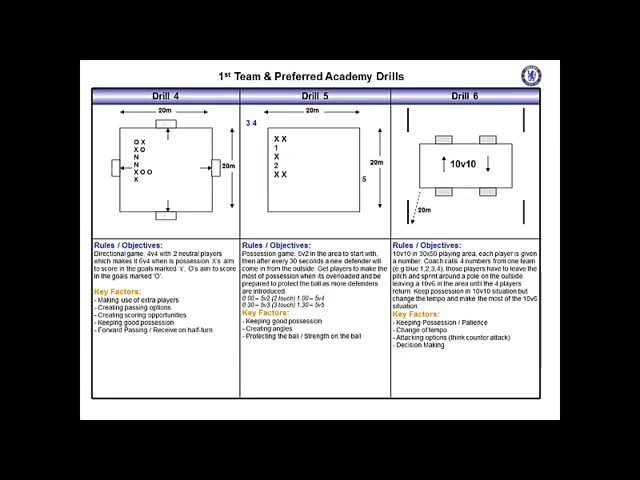 1st Team & Preferred Academy Drills
Drill 4
Drill 5
Drill 6
20m
20m
O X
X O
N
N
X O O
X
20m
3 4
X X
1
X
2
X X
20m
5
10v10
20m
Rules / Objectives:
Directional game. 4v4 with 2 neutral players
which makes it 6v4 when is possession X's aim
to score in the goals marked 'x', O's aim to score
in the goals marked 'O'.
Key Factors:
- Making use of extra players
- Creating passing options
- Creating scoring opportunities
- Keeping good possession
- Forward Passing / Receive on half-turn
Rules / Objectives:
Possession game. 5v2 in the area to start with,
then after every 30 seconds a new defender will
come in from the outside. Get players to make the
most of possession when its overloaded and be
prepared to protect the ball as more defenders
are introduced.
0.00 – 5v2 (2 touch) 1.00 – 5v4
0.30 – 5v3 (3 touch) 1.30 – 5v5
Key Factors:
- Keeping good possession
- Creating angles
- Protecting the ball / Strength on the ball
Rules / Objectives:
10v10 in 30x50 playing area, each player is given
a number. Coach calls 4 numbers from one team
(e.g blue 1,2,3,4), those players have to leave the
pitch and sprint around a pole on the outside
leaving a 10v6 in the area until the 4 players
return. Keep possession in 10v10 situation but
change the tempo and make the most of the 10v6
situation.
Key Factors:
- Keeping Possession / Patience
- Change of tempo
- Attacking options (think counter attack)
- Decision Making